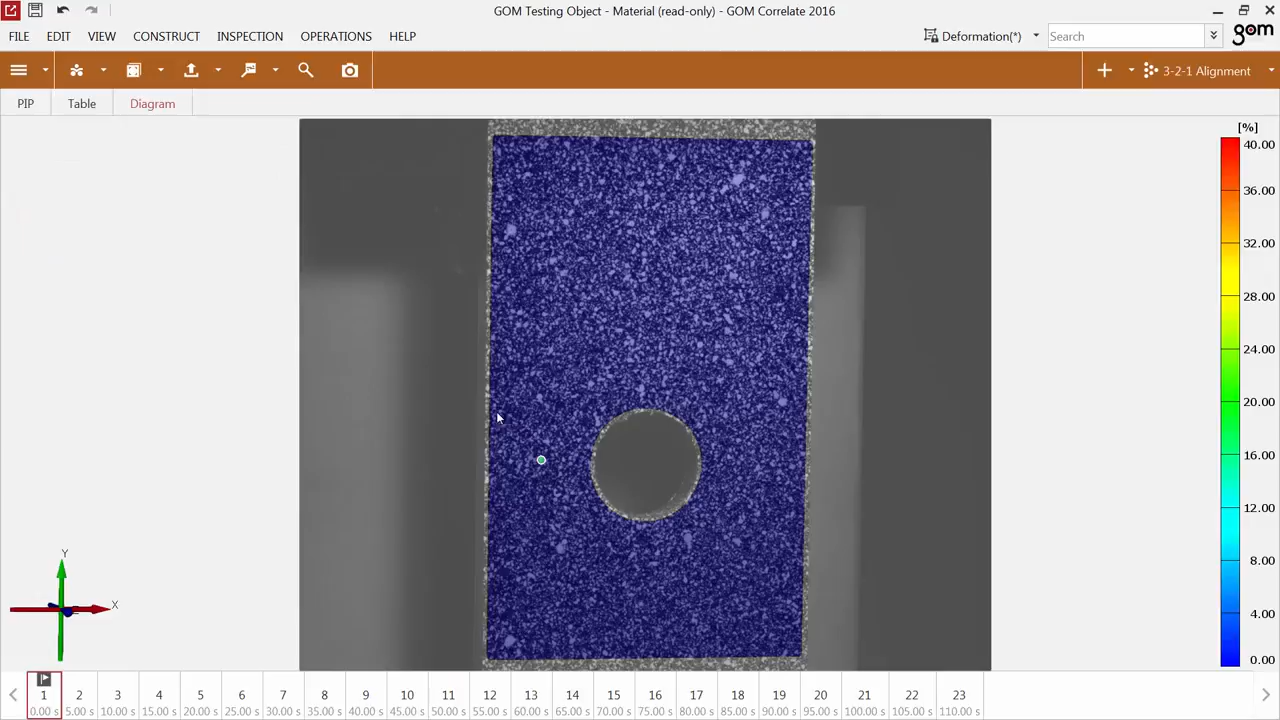 GOM Testing Object - Material (read-only) - GOM Correlate 2016
FILE EDIT VIEW CONSTRUCT INSPECTION OPERATIONS HELP Deformation(*) Search gom
3-2-1 Alignment
PIP Table Diagram
[%]
40.00
36.00
32.00
28.00
24.00
20.00
16.00
12.00
8.00
4.00
0.00
Y
X
1 2 3 4 5 6 7 8 9 10 11 12 13 14 15 16 17 18 19 20 21 22 23
0.00 s 5.00 s 10.00 s 15.00 s 20.00 s 25.00 s 30.00 s 35.00 s 40.00 s 45.00 s 50.00 s 55.00 s 60.00 s 65.00 s 70.00 s 75.00 s 80.00 s 85.00 s 90.00 s 95.00 s 100.00 s 105.00 s 110.00 s